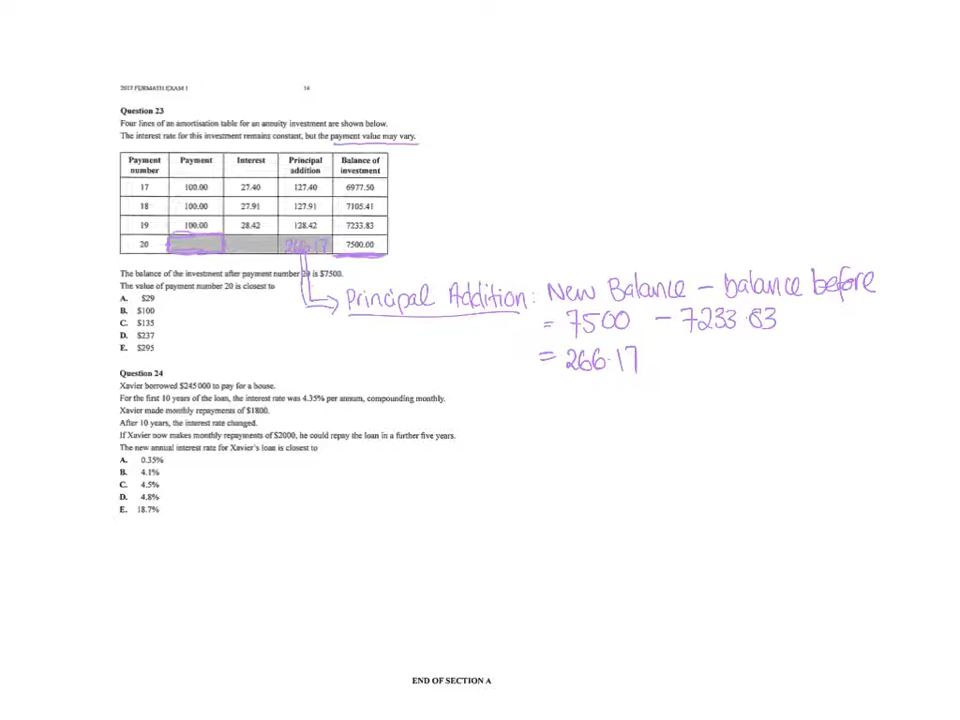 2017 FURMATH EXAM 1 14
Question 23
Four lines of an amortisation table for an annuity investment are shown below.
The interest rate for this investment remains constant, but the payment value may vary.
Payment number Payment Interest Principal addition Balance of investment
17 100.00 27.40 127.40 6977.50
18 100.00 27.91 127.91 7105.41
19 100.00 28.42 128.42 7233.83
20 266.17 7500.00
The balance of the investment after payment number 20 is $7500.
The value of payment number 20 is closest to
A. $29
B. $100
C. $135
D. $237
E. $295
Principal Addition: New Balance - balance before
= 7500 - 7233.83
= 266.17
Question 24
Xavier borrowed $245 000 to pay for a house.
For the first 10 years of the loan, the interest rate was 4.35% per annum, compounding monthly.
Xavier made monthly repayments of $1800.
After 10 years, the interest rate changed.
If Xavier now makes monthly repayments of $2000, he could repay the loan in a further five years.
The new annual interest rate for Xavier's loan is closest to
A. 0.35%
B. 4.1%
C. 4.5%
D. 4.8%
E. 18.7%
END OF SECTION A